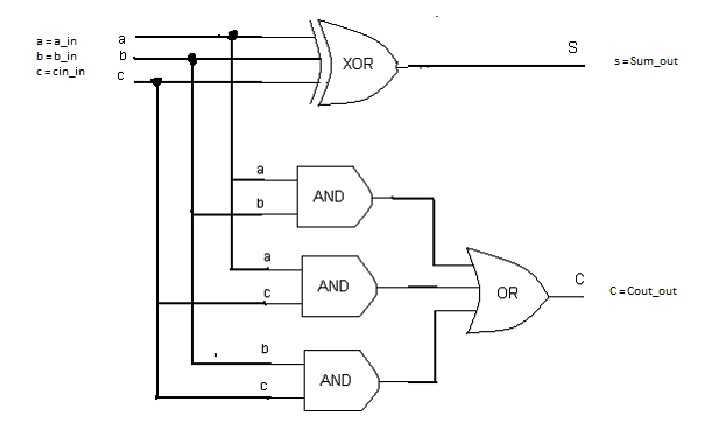 a = a_in
b = b_in
c = cin_in
a
b
c
XOR
S
s = Sum_out
a
b
AND
a
c
AND
b
c
AND
OR
C
C = Cout_out